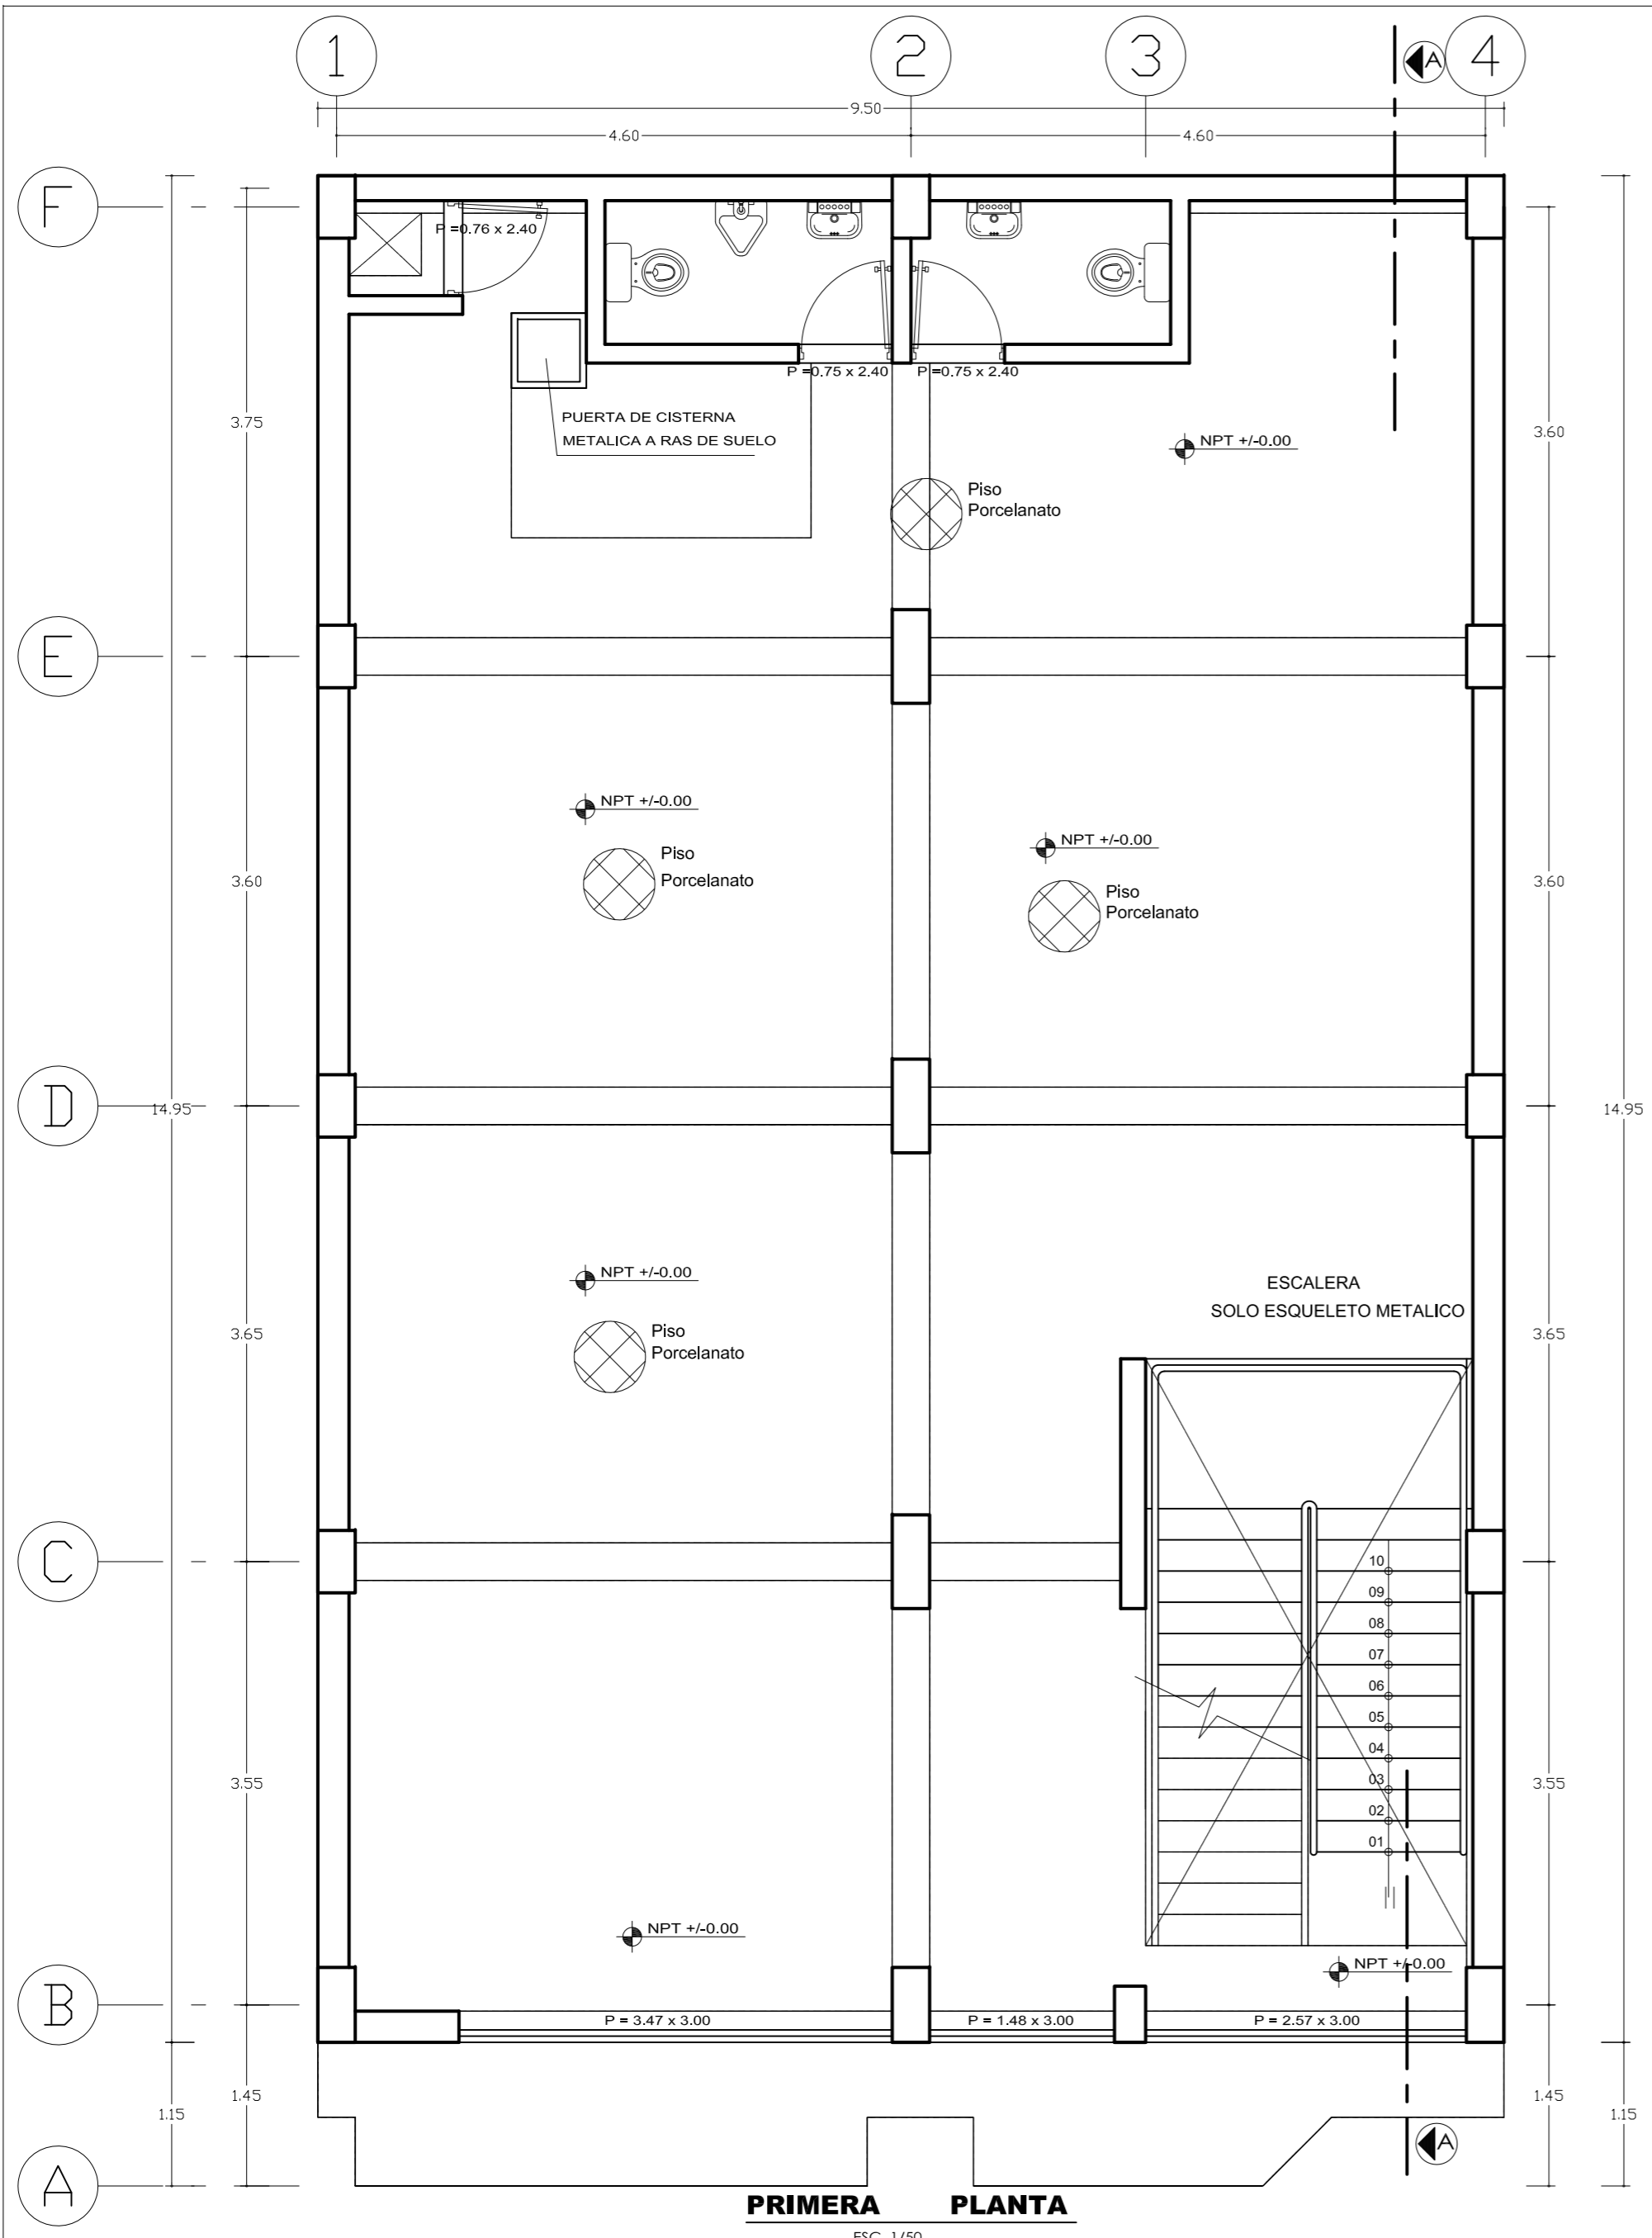 1
2
3
A
4
9.50
4.60
4.60
F
P =0.76 x 2.40
P =0.75 x 2.40
P =0.75 x 2.40
PUERTA DE CISTERNA
METALICA A RAS DE SUELO
3.75
3.60
NPT +/-0.00
Piso
Porcelanato
E
NPT +/-0.00
Piso
Porcelanato
NPT +/-0.00
Piso
Porcelanato
3.60
3.60
D
14.95
14.95
NPT +/-0.00
Piso
Porcelanato
ESCALERA
SOLO ESQUELETO METALICO
3.65
3.65
C
10
09
08
07
06
05
04
03
02
01
3.55
3.55
NPT +/-0.00
NPT +/-0.00
B
P = 3.47 x 3.00
P = 1.48 x 3.00
P = 2.57 x 3.00
1.45
1.45
1.15
1.15
A
A
PRIMERA PLANTA
ESC. 1/50